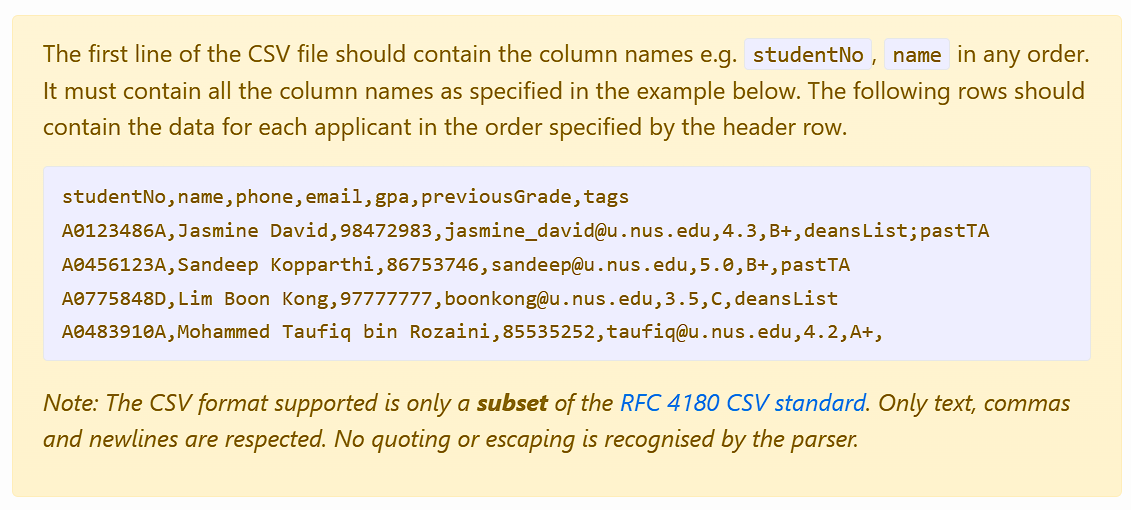 The first line of the CSV file should contain the column names e.g. studentNo, name in any order.
It must contain all the column names as specified in the example below. The following rows should
contain the data for each applicant in the order specified by the header row.
studentNo,name,phone,email,gpa,previousGrade,tags
A0123486A,Jasmine David,98472983,jasmine_david@u.nus.edu,4.3,B+,deansList;pastTA
A0456123A,Sandeep Kopparthi,86753746,sandeep@u.nus.edu,5.0,B+,pastTA
A0775848D,Lim Boon Kong,97777777,boonkong@u.nus.edu,3.5,C,deansList
A0483910A,Mohammed Taufiq bin Rozaini,85535252,taufiq@u.nus.edu,4.2,A+,
Note: The CSV format supported is only a subset of the RFC 4180 CSV standard. Only text, commas
and newlines are respected. No quoting or escaping is recognised by the parser.